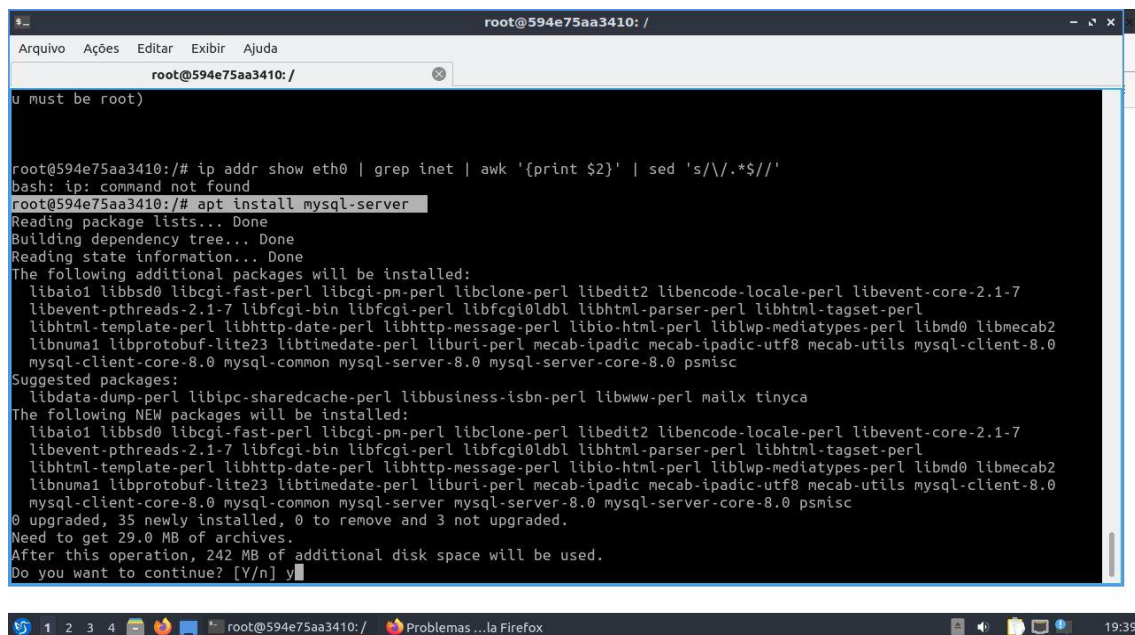 root@594e75aa3410: /
Arquivo Ações Editar Exibir Ajuda
root@594e75aa3410: /
u must be root)
root@594e75aa3410:/# ip addr show eth0 | grep inet | awk '{print $2}' | sed 's/\/.*$//'
bash: ip: command not found
root@594e75aa3410:/# apt install mysql-server
Reading package lists... Done
Building dependency tree... Done
Reading state information... Done
The following additional packages will be installed:
libaio1 libbsd0 libcgi-fast-perl libcgi-pm-perl libclone-perl libedit2 libencode-locale-perl libevent-core-2.1-7
libevent-pthreads-2.1-7 libfcgi-bin libfcgi-perl libfcgi0ldbl libhtml-parser-perl libhtml-tagset-perl
libhtml-template-perl libhttp-date-perl libhttp-message-perl libio-html-perl liblwp-mediatypes-perl libmd0 libmecab2
libnuma1 libprotobuf-lite23 libtimedate-perl liburi-perl mecab-ipadic mecab-ipadic-utf8 mecab-utils mysql-client-8.0
mysql-client-core-8.0 mysql-common mysql-server-8.0 mysql-server-core-8.0 psmisc
Suggested packages:
libdata-dump-perl libipc-sharedcache-perl libbusiness-isbn-perl libwww-perl mailx tinyca
The following NEW packages will be installed:
libaio1 libbsd0 libcgi-fast-perl libcgi-pm-perl libclone-perl libedit2 libencode-locale-perl libevent-core-2.1-7
libevent-pthreads-2.1-7 libfcgi-bin libfcgi-perl libfcgi0ldbl libhtml-parser-perl libhtml-tagset-perl
libhtml-template-perl libhttp-date-perl libhttp-message-perl libio-html-perl liblwp-mediatypes-perl libmd0 libmecab2
libnuma1 libprotobuf-lite23 libtimedate-perl liburi-perl mecab-ipadic mecab-ipadic-utf8 mecab-utils mysql-client-8.0
mysql-client-core-8.0 mysql-common mysql-server mysql-server-8.0 mysql-server-core-8.0 psmisc
0 upgraded, 35 newly installed, 0 to remove and 3 not upgraded.
Need to get 29.0 MB of archives.
After this operation, 242 MB of additional disk space will be used.
Do you want to continue? [Y/n] y
1 2 3 4 root@594e75aa3410: / Problemas ...la Firefox 19:39